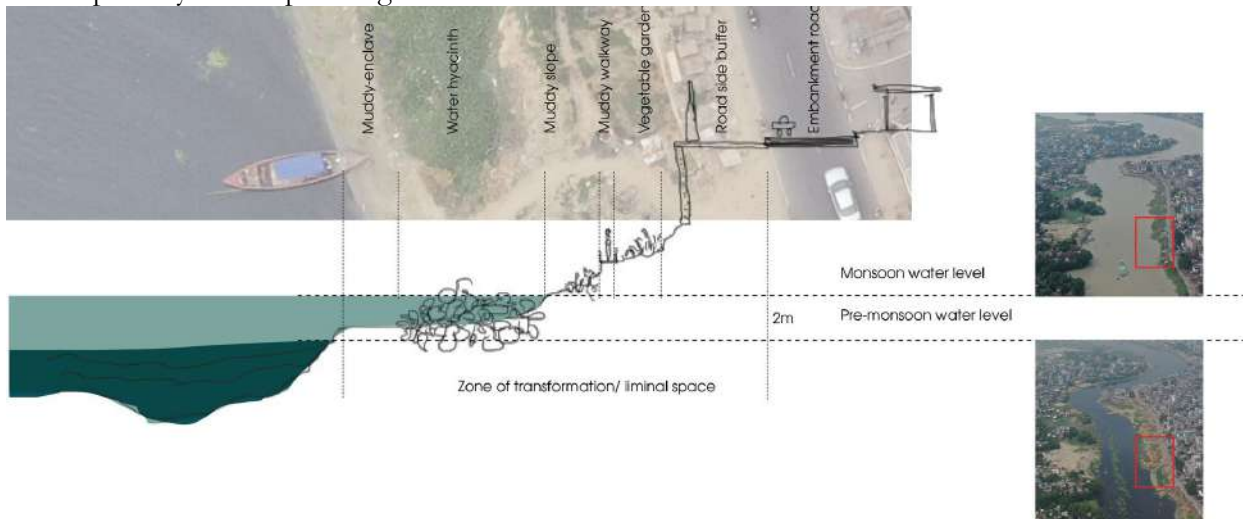 Muddy-enclave
Water hyacinth
Muddy slope
Muddy walkway
Vegetable garden
Road side buffer
Embankment road
Monsoon water level
Pre-monsoon water level
2m
Zone of transformation/ liminal space